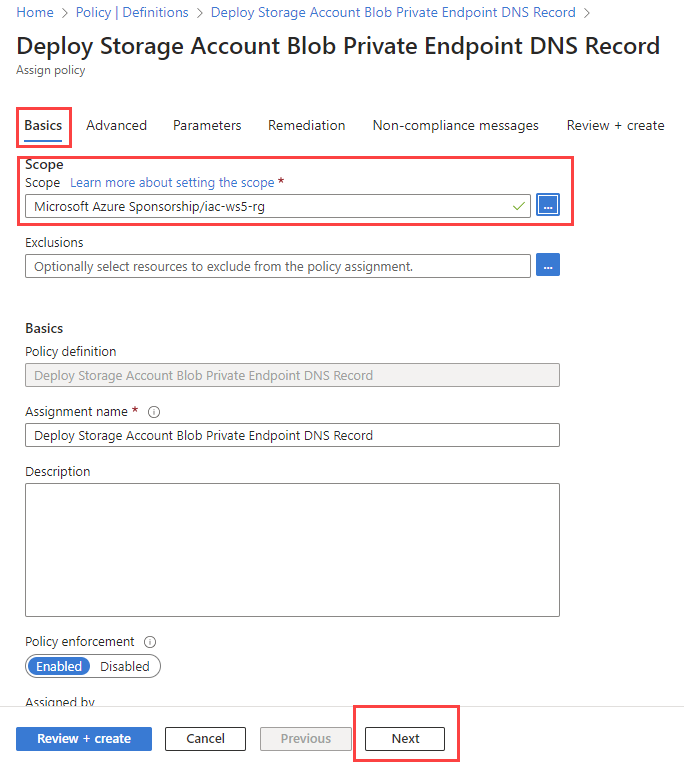 Home > Policy | Definitions > Deploy Storage Account Blob Private Endpoint DNS Record >
Deploy Storage Account Blob Private Endpoint DNS Record
Assign policy
Basics Advanced Parameters Remediation Non-compliance messages Review + create
Scope
Scope Learn more about setting the scope *
Microsoft Azure Sponsorship/iac-ws5-rg ...
Exclusions
Optionally select resources to exclude from the policy assignment. ...
Basics
Policy definition
Deploy Storage Account Blob Private Endpoint DNS Record
Assignment name *
Deploy Storage Account Blob Private Endpoint DNS Record
Description
Policy enforcement
Enabled Disabled
Assigned by
Review + create Cancel Previous Next